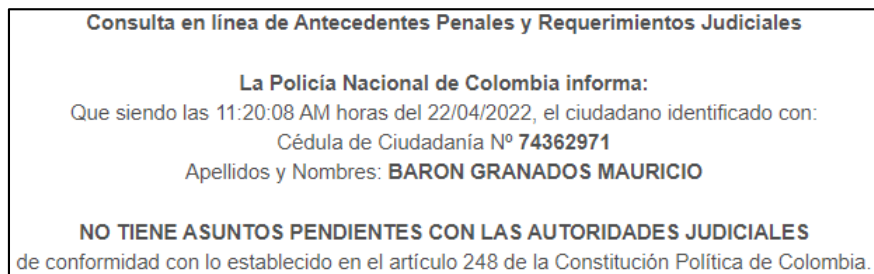 Consulta en línea de Antecedentes Penales y Requerimientos Judiciales
La Policía Nacional de Colombia informa:
Que siendo las 11:20:08 AM horas del 22/04/2022, el ciudadano identificado con:
Cédula de Ciudadanía Nº 74362971
Apellidos y Nombres: BARON GRANADOS MAURICIO
NO TIENE ASUNTOS PENDIENTES CON LAS AUTORIDADES JUDICIALES
de conformidad con lo establecido en el artículo 248 de la Constitución Política de Colombia.